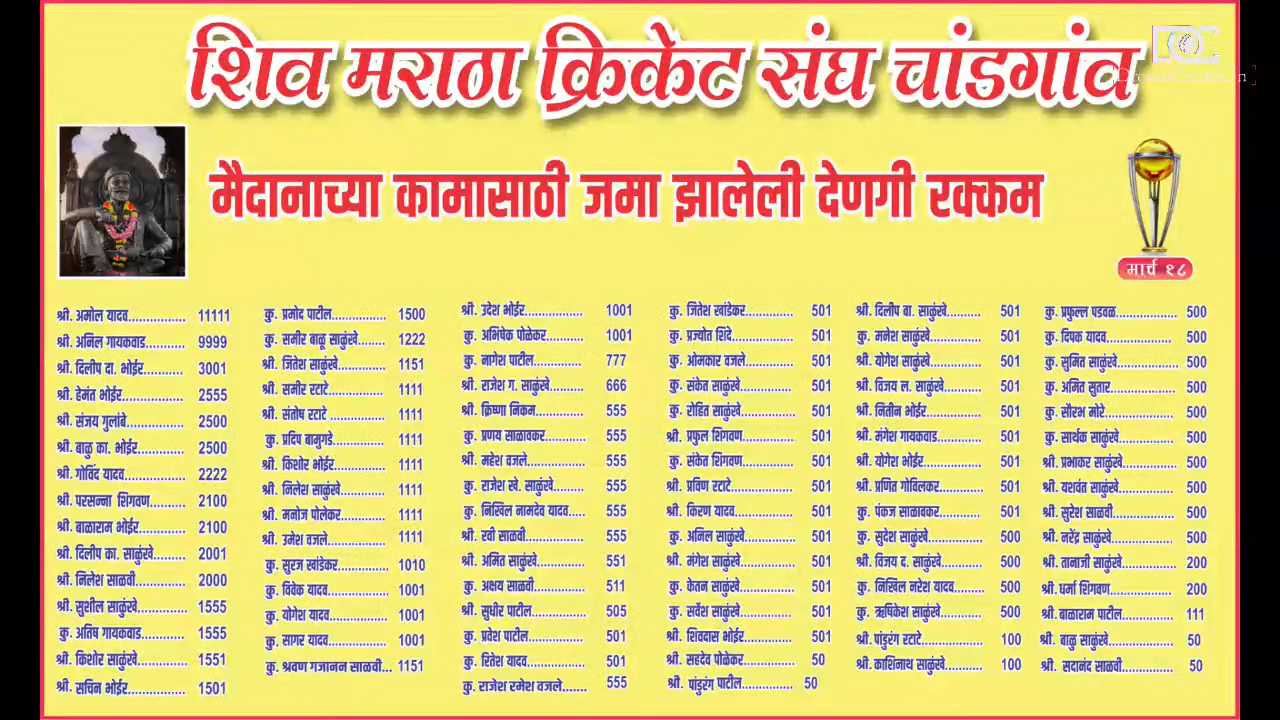 शिव मराठा क्रिकेट संघ चांडगांव
मैदानाच्या कामासाठी जमा झालेली देणगी रक्कम
मार्च १८
श्री. अमोल यादव............... 11111
श्री. अनिल गायकवाड.......... 9999
श्री. दिलीप दा. भोईर.......... 3001
श्री. हेमंत भोईर................ 2555
श्री. संजय गुलांबे............... 2500
श्री. बाळु का. भोईर............ 2500
श्री. गोविंद यादव................ 2222
श्री. परसन्ना शिगवण......... 2100
श्री. बाळाराम भोईर............ 2100
श्री. दिलीप का. साळुंखे........ 2001
श्री. निलेश साळवी............. 2000
श्री. सुशील साळुंखे............ 1555
कु. अतिष गायकवाड........... 1555
श्री. किशोर साळुंखे............ 1551
श्री. सचिन भोईर............... 1501
कु. प्रमोद पाटील.............. 1500
कु. समीर बाळू साळुंखे....... 1222
श्री. जितेश साळुंखे............ 1151
श्री. समीर रटाटे.............. 1111
श्री. संतोष रटाटे .............. 1111
कु. प्रदिप बामुगडे............. 1111
श्री. किशोर भोईर............. 1111
श्री. निलेश साळुंखे........... 1111
श्री. मनोज पोलेकर........... 1111
श्री. उमेश वजले.............. 1111
कु. सुरज खांडेकर............. 1010
कु. विवेक यादव.............. 1001
कु. योगेश यादव.............. 1001
कु. सागर यादव.............. 1001
कु. श्रवण गजानन साळवी... 1151
श्री. उदेश भोईर............... 1001
कु. अभिषेक पोळेकर......... 1001
कु. नागेश पाटील............ 777
श्री. राजेश ग. साळुंखे........ 666
श्री. क्रिष्णा निकम............ 555
कु. प्रणय साळावकर.......... 555
श्री. महेश वजले............... 555
कु. राजेश खे. साळुंखे......... 555
कु. निखिल नामदेव यादव..... 555
श्री. रवी साळवी............... 555
श्री. अमित साळुंखे............ 551
कु. अक्षय साळवी............. 511
श्री. सुधीर पाटील............. 505
कु. प्रवेश पाटील.............. 501
कु. रितेश यादव............... 501
कु. राजेश रमेश वजले....... 555
कु. जितेश खांडेकर............ 501
कु. प्रज्योत शिंदे............... 501
कु. ओमकार वजले............ 501
कु. संकेत साळुंखे............. 501
कु. रोहित साळुंखे............. 501
श्री. प्रफुल शिगवण............ 501
कु. संकेत शिगवण............. 501
श्री. प्रविण रटाटे............... 501
श्री. किरण यादव.............. 501
कु. अनिल साळुंखे............ 501
श्री. मंगेश साळुंखे............ 501
कु. केतन साळुंखे............. 501
कु. सर्वेश साळुंखे............. 501
श्री. शिवदास भोईर............ 501
श्री. सहदेव पोळेकर........... 50
श्री. पांडुरंग पाटील............... 50
श्री. दिलीप बा. साळुंखे......... 501
कु. मनेश साळुंखे.............. 501
श्री. योगेश साळुंखे............ 501
श्री. विजय ल. साळुंखे......... 501
श्री. नितीन भोईर.............. 501
श्री. मंगेश गायकवाड.......... 501
श्री. योगेश भोईर.............. 501
श्री. प्रणित गोविलकर.......... 501
कु. पंकज साळावकर........... 501
कु. सुदेश साळुंखे.............. 500
श्री. विजय द. साळुंखे......... 500
कु. निखिल नरेश यादव........ 500
कु. ऋषिकेश साळुंखे.......... 500
श्री. पांडुरंग रटाटे............. 100
श्री. काशिनाथ साळुंखे......... 100
कु. प्रफुल्ल पडवळ............... 500
कु. दिपक यादव................ 500
कु. सुमित साळुंखे............. 500
कु. अमित सुतार............... 500
कु. सौरभ मोरे................ 500
कु. सार्थक साळुंखे............ 500
श्री. प्रभाकर साळुंखे........... 500
श्री. यशवंत साळुंखे........... 500
श्री. सुरेश साळवी.............. 500
श्री. नरेंद्र साळुंखे.............. 500
श्री. तानाजी साळुंखे........... 200
श्री. धर्मा शिगवण............. 200
श्री. बाळाराम पाटील........... 111
श्री. बाळु साळुंखे............... 50
श्री. सदानंद साळवी............ 50